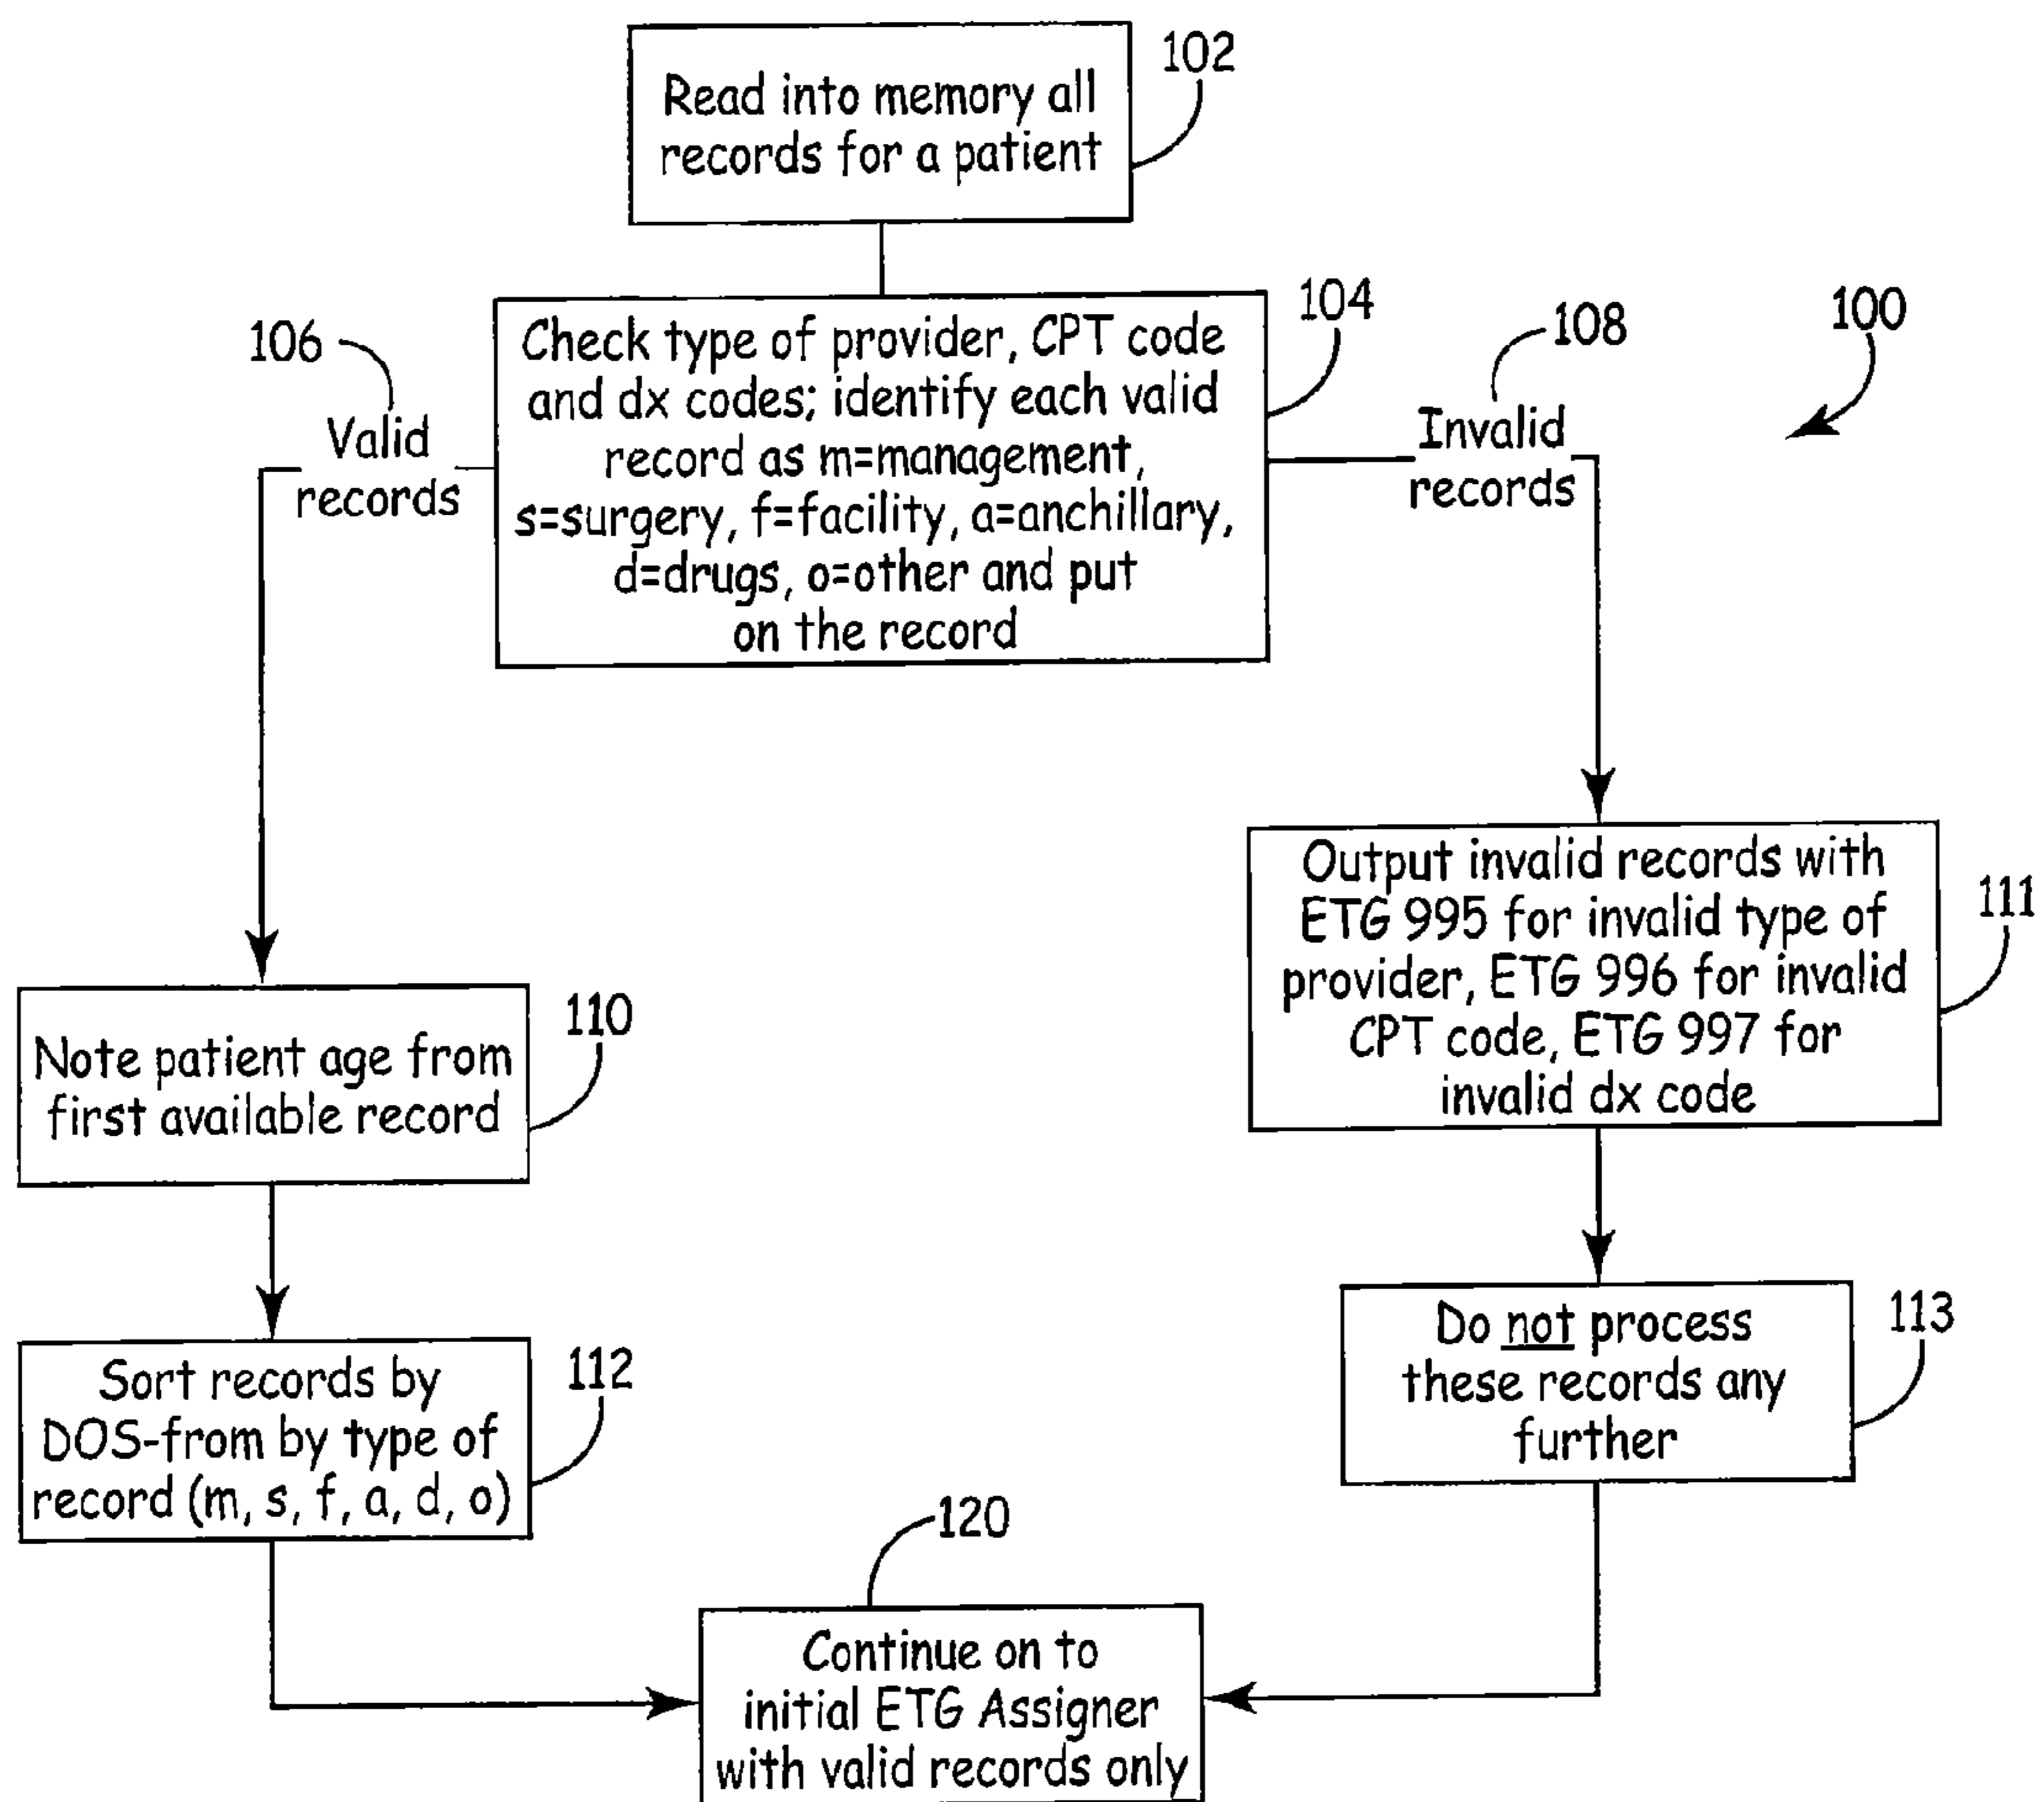 102
Read into memory all
records for a patient
104
Check type of provider, CPT code
and dx codes; identify each valid
record as m=management,
s=surgery, f=facility, a=anchillary,
d=drugs, o=other and put
on the record
106
Valid
records
108
Invalid
records
100
110
Note patient age from
first available record
111
Output invalid records with
ETG 995 for invalid type of
provider, ETG 996 for invalid
CPT code, ETG 997 for
invalid dx code
112
Sort records by
DOS-from by type of
record (m, s, f, a, d, o)
113
Do not process
these records any
further
120
Continue on to
initial ETG Assigner
with valid records only